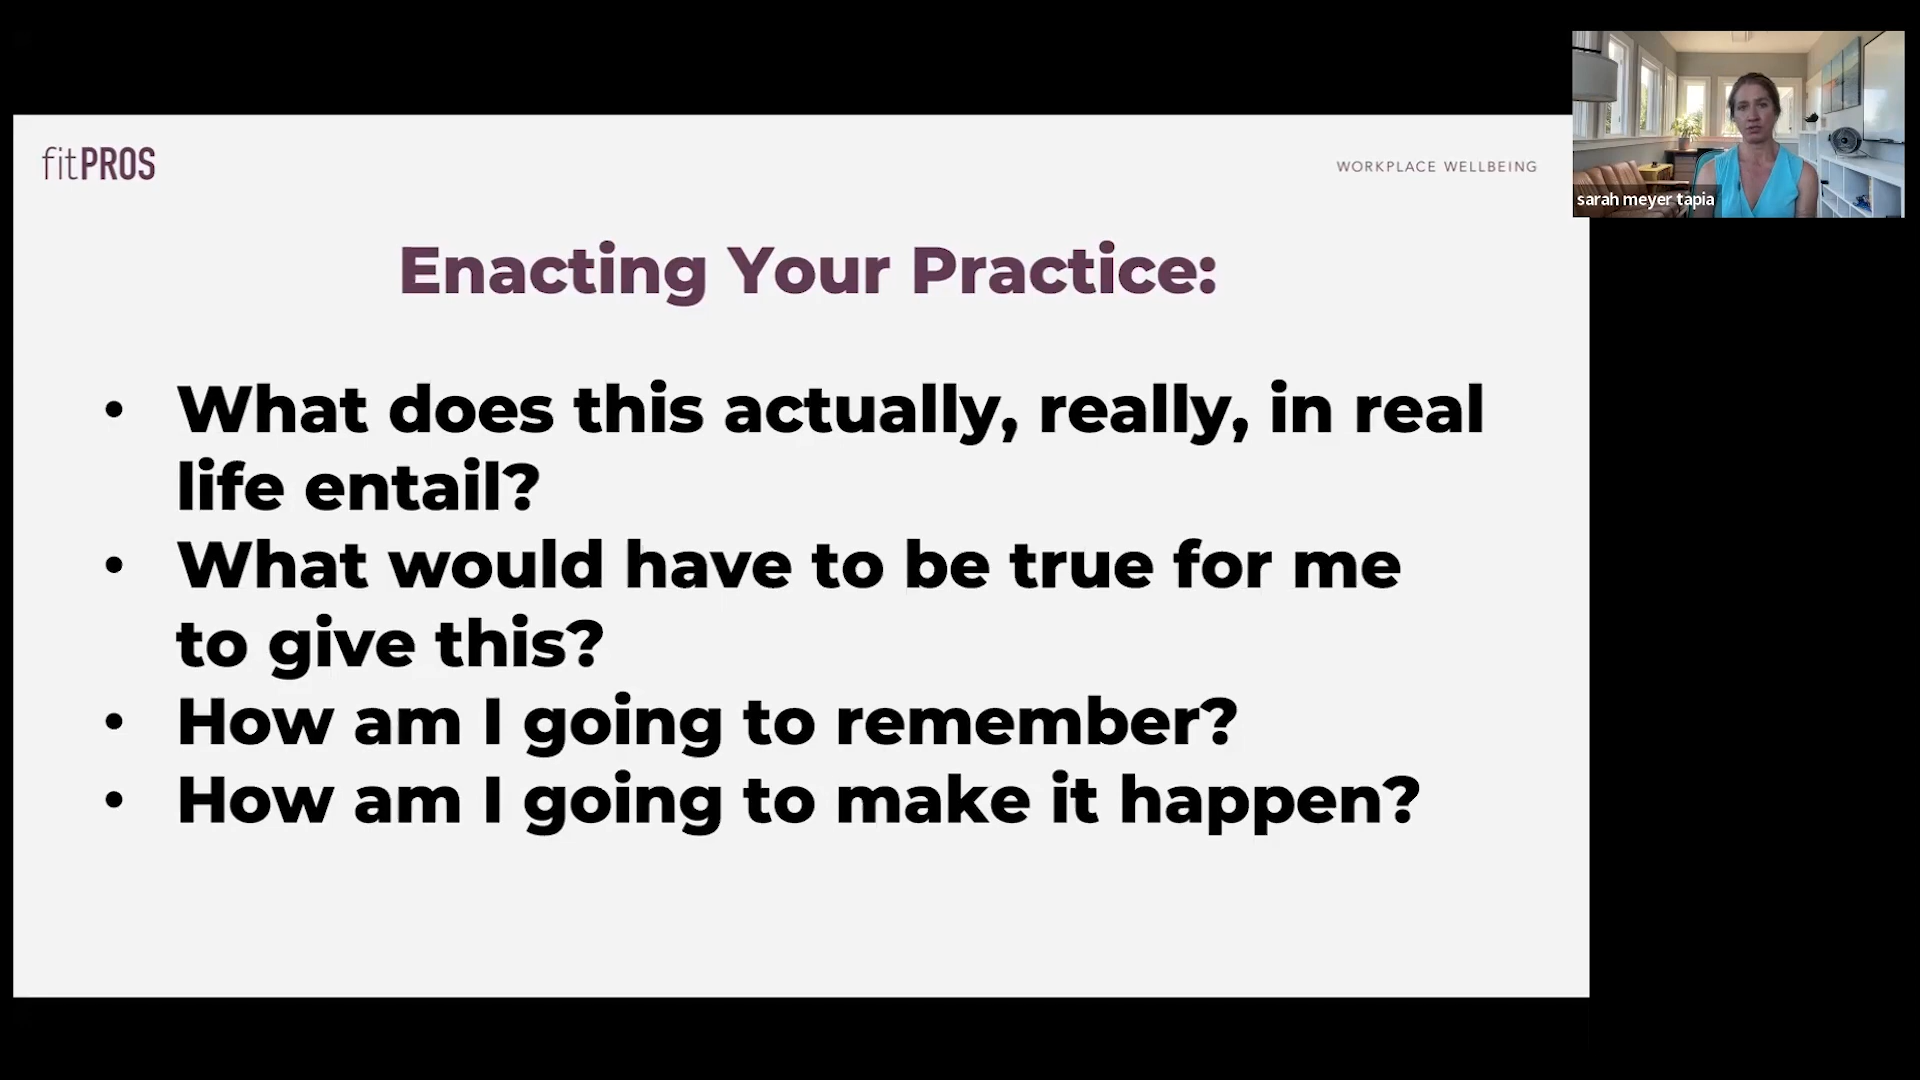 fitPROS
WORKPLACE WELLBEING
sarah meyer tapia
Enacting Your Practice:
• What does this actually, really, in real
life entail?
• What would have to be true for me
to give this?
• How am I going to remember?
• How am I going to make it happen?